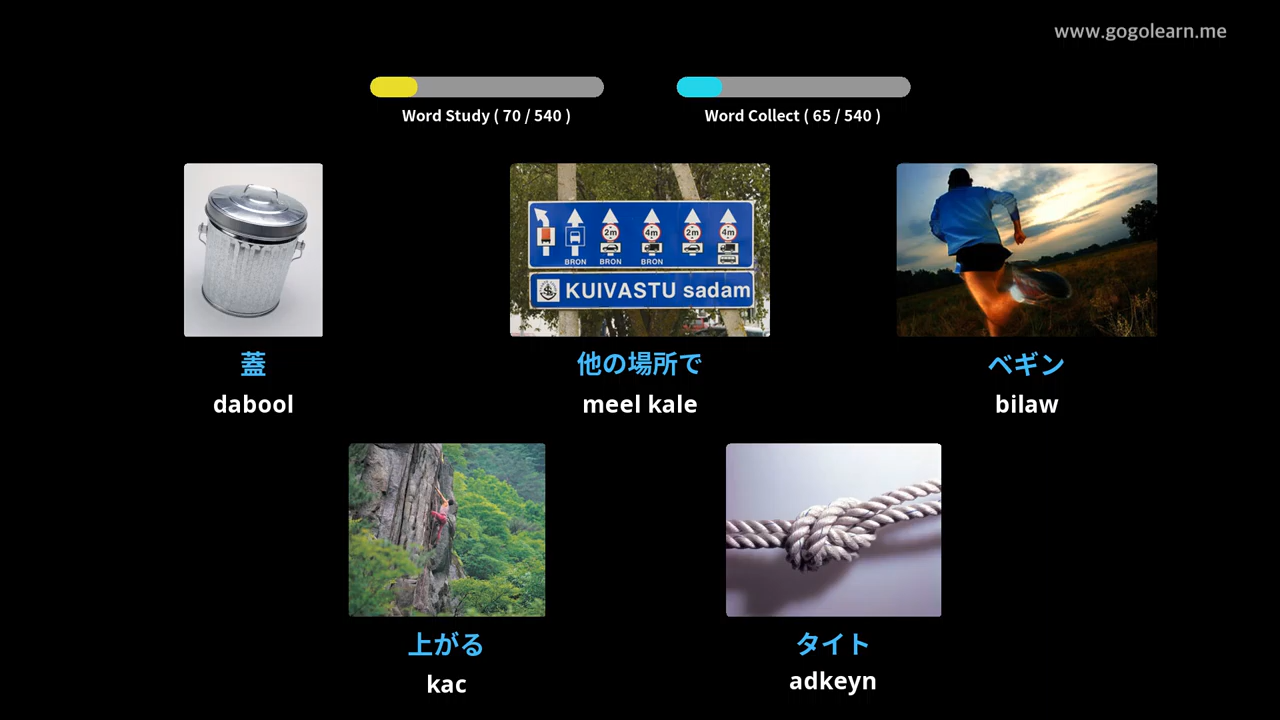 www.gogolearn.me
Word Study ( 70 / 540 )
Word Collect ( 65 / 540 )
2m
4m
2m
4m
BRON
BRON
BRON
KUIVASTU sadam
蓋
dabool
他の場所で
meel kale
ベギン
bilaw
上がる
kac
タイト
adkeyn